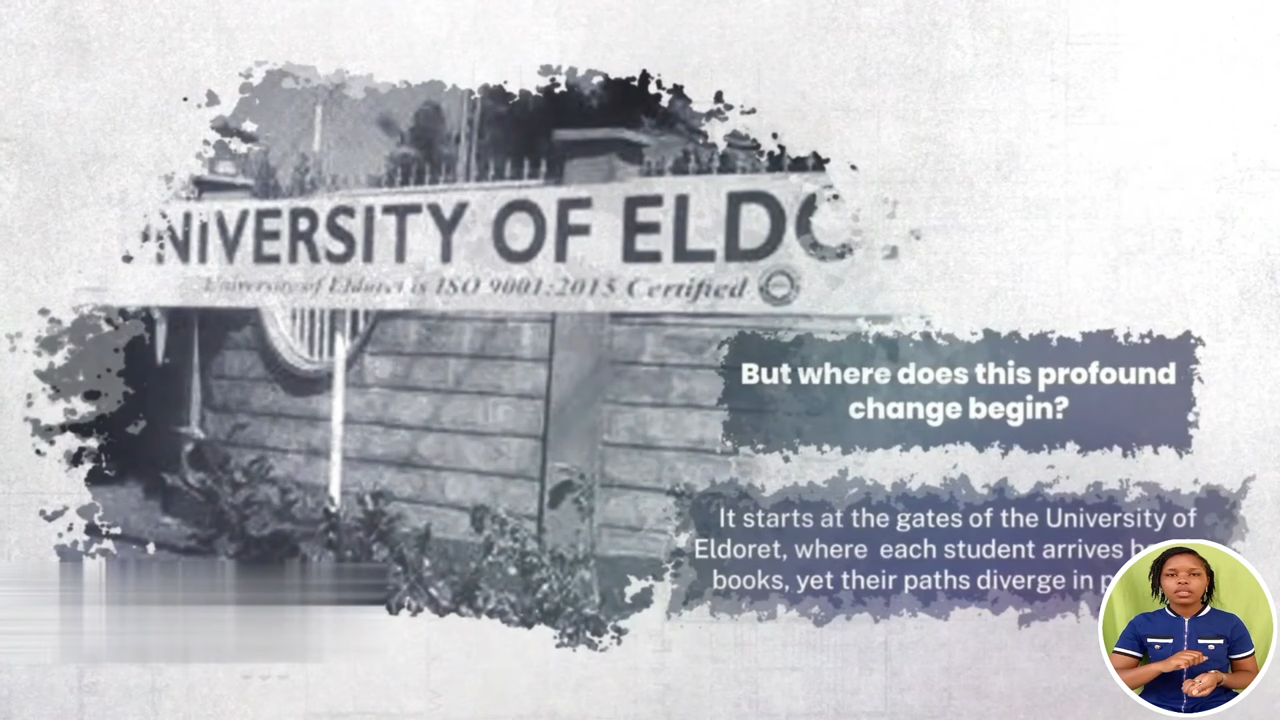 NIVERSITY OF ELDO
University of Eldoret is ISO 9001:2015 Certified
But where does this profound
change begin?
It starts at the gates of the University of
Eldoret, where each student arrives
books, yet their paths diverge in